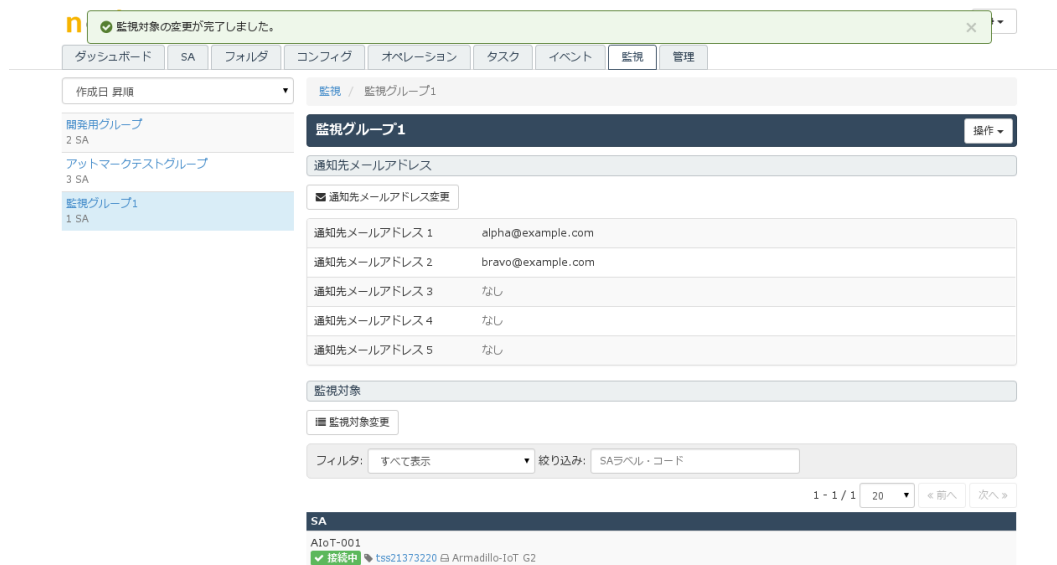 監視対象の変更が完了しました。
×
ダッシュボード SA フォルダ コンフィグ オペレーション タスク イベント 監視 管理
作成日 昇順
開発用グループ
2 SA
アットマークテストグループ
3 SA
監視グループ1
1 SA
監視 / 監視グループ1
監視グループ1
操作
通知先メールアドレス
通知先メールアドレス変更
通知先メールアドレス 1 alpha@example.com
通知先メールアドレス 2 bravo@example.com
通知先メールアドレス 3 なし
通知先メールアドレス 4 なし
通知先メールアドレス 5 なし
監視対象
監視対象変更
フィルタ: すべて表示 絞り込み: SAラベル・コード
1 - 1 / 1 20 «前へ 次へ»
SA
AIoT-001
接続中 tss21373220 Armadillo-IoT G2